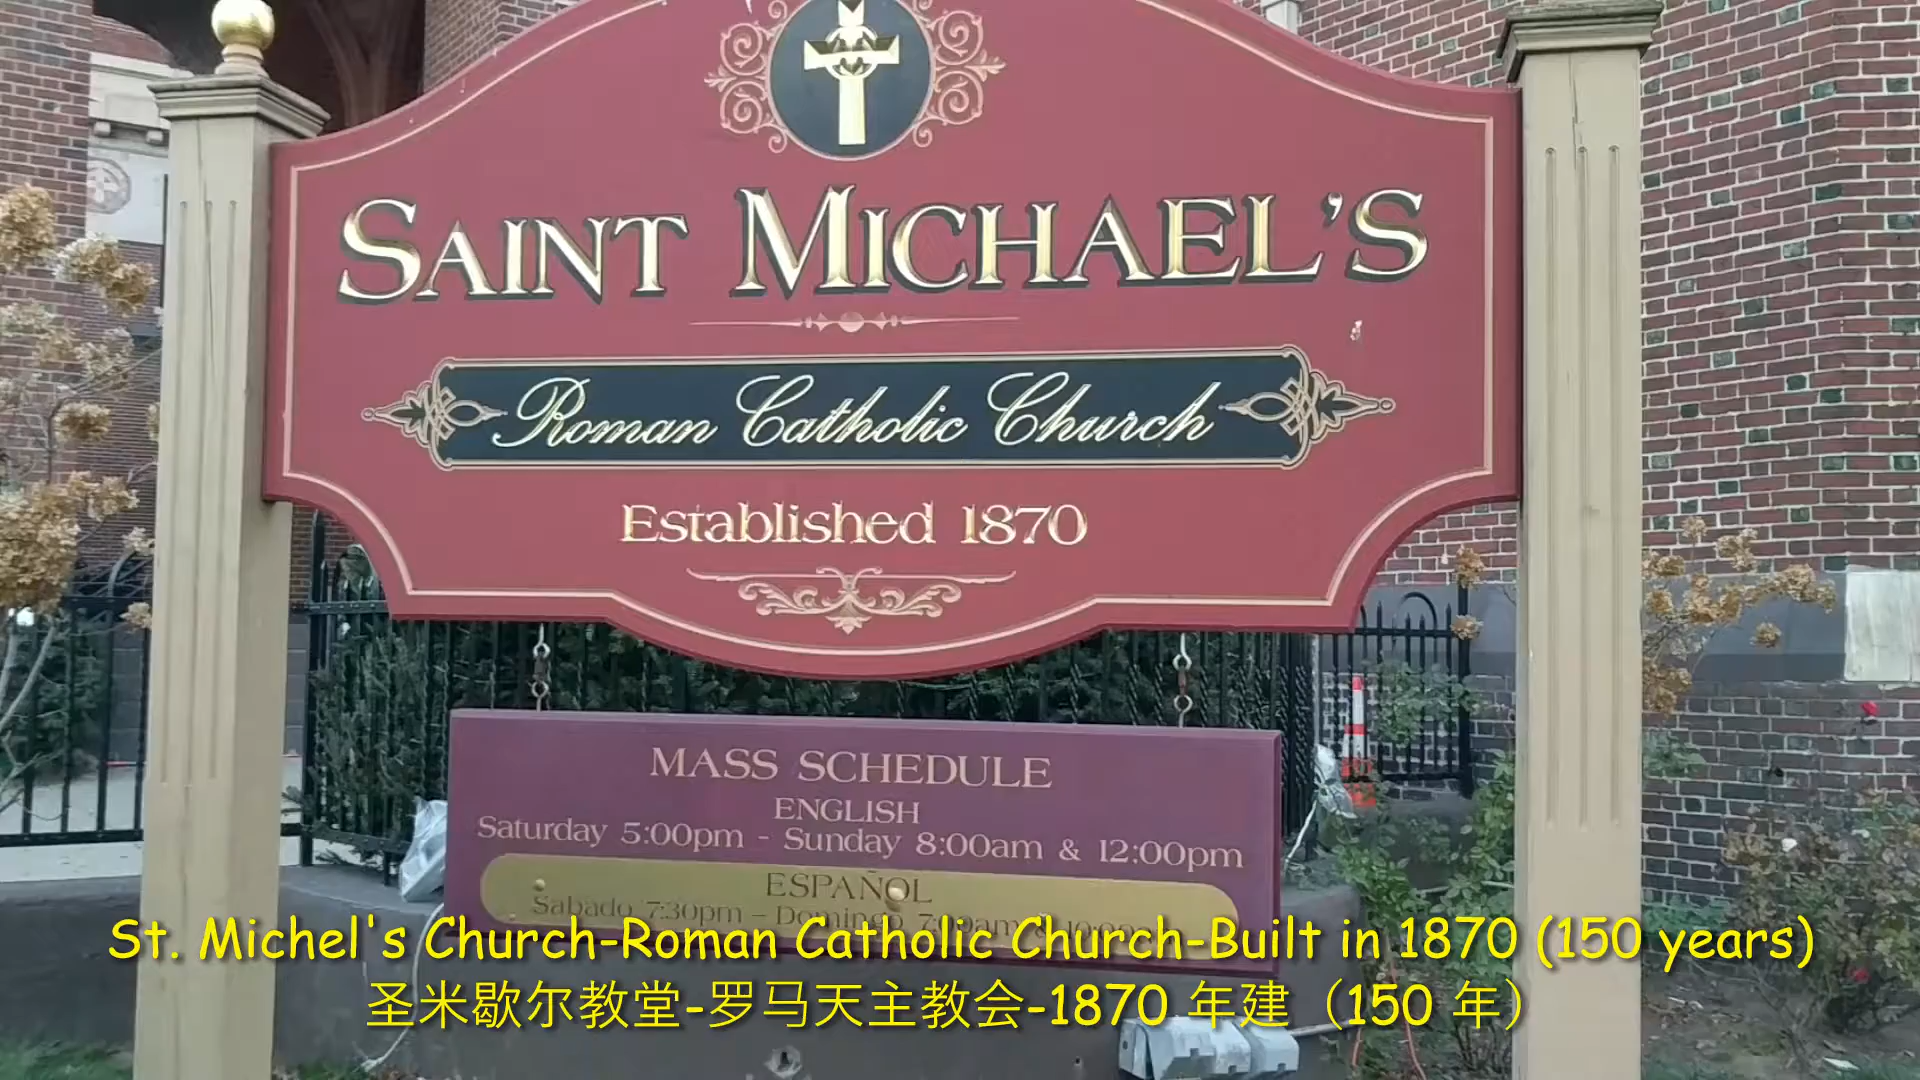 SAINT MICHAEL'S
Roman Catholic Church
Established 1870
MASS SCHEDULE
ENGLISH
Saturday 5:00pm - Sunday 8:00am & 12:00pm
ESPAÑOL
Sabado 7:30pm - Domingo
St. Michel's Church-Roman Catholic Church-Built in 1870 (150 years)
圣米歇尔教堂-罗马天主教会-1870 年建（150 年）